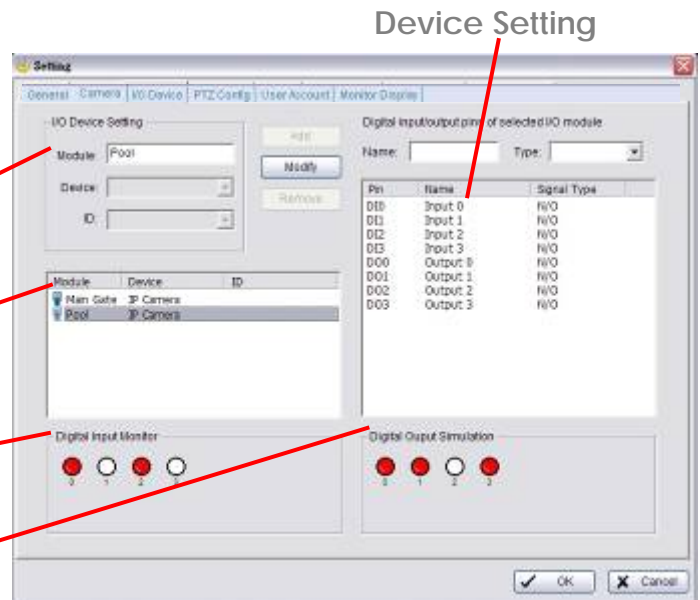 Device Setting
Setting
General Camera I/O Device PTZ Config User Account Monitor Display
I/O Device Setting
Module: Pool
Device:
ID:
Add
Modify
Remove
Digital input/output pins of selected I/O module
Name: Type:
Pin Name Signal Type
DI0 Input 0 N/O
DI1 Input 1 N/O
DI2 Input 2 N/O
DI3 Input 3 N/O
DO0 Output 0 N/O
DO1 Output 1 N/O
DO2 Output 2 N/O
DO3 Output 3 N/O
Module Device ID
Main Gate IP Camera
Pool IP Camera
Digital Input Monitor
0 1 2 3
Digital Ouput Simulation
0 1 2 3
OK Cancel